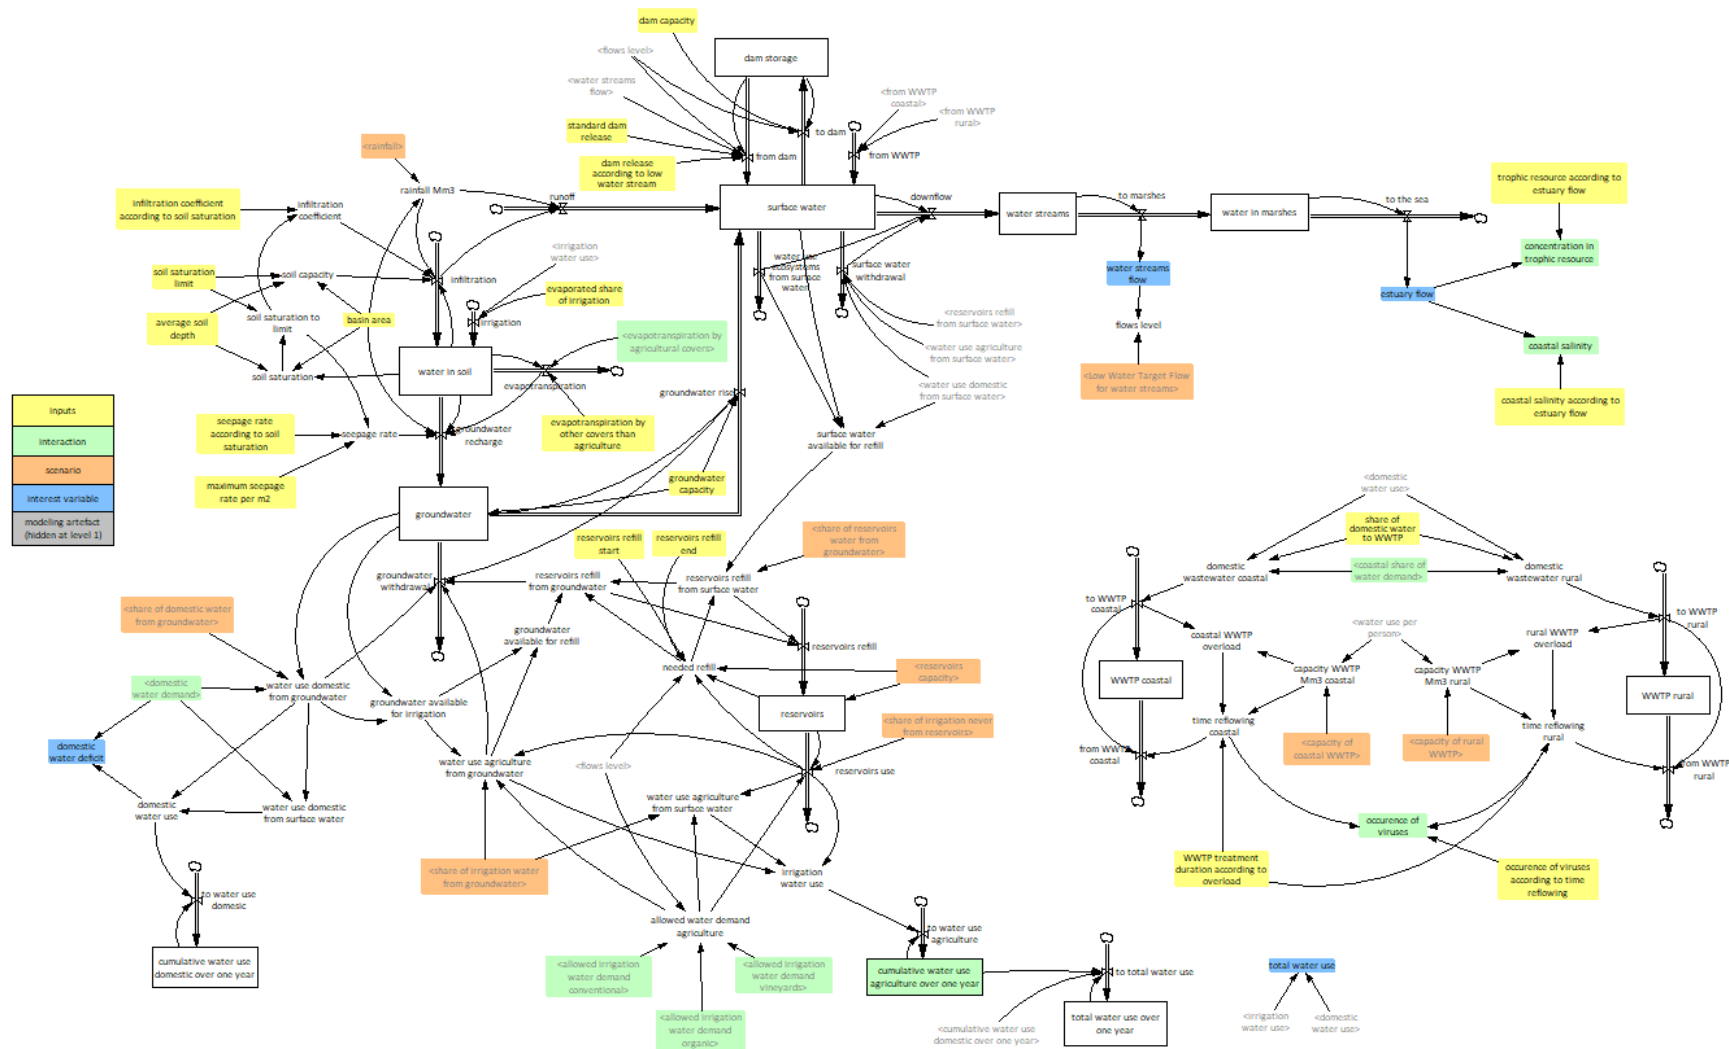 dam capacity
<flows level>
dam storage
<water streams
flow>
<from WWTP
coastal>
<from WWTP
rural>
standard dam
release
to dam
from dam
from WWTP
dam release
according to low
water stream
<rainfall>
rainfall Mm3
runoff
surface water
downflow
water streams
to marshes
water in marshes
to the sea
trophic resource according to
estuary flow
infiltration coefficient
according to soil saturation
infiltration
coefficient
concentration in
trophic resource
<irrigation
water use>
water use
ecosystems
from surface
water
surface water
withdrawal
water streams
flow
estuary flow
soil saturation
limit
soil capacity
infiltration
evaporated share
of irrigation
average soil
depth
soil saturation to
limit
basin area
irrigation
<reservoirs refill
from surface water>
flows level
<evapotranspiration by
agricultural covers>
<water use agriculture
from surface water>
coastal salinity
soil saturation
water in soil
evapotranspiration
<water use domestic
from surface water>
<Low Water Target Flow
for water streams>
groundwater rise
coastal salinity according to
estuary flow
inputs
interaction
scenario
interest variable
modeling artefact
(hidden at level 1)
seepage rate
according to soil
saturation
seepage rate
groundwater
recharge
evapotranspiration by
other covers than
agriculture
surface water
available for refill
maximum seepage
rate per m2
groundwater
capacity
groundwater
<domestic
water use>
reservoirs refill
start
reservoirs refill
end
<share of reservoirs
water from
groundwater>
share of
domestic water
to WWTP
groundwater
withdrawal
reservoirs refill
from groundwater
reservoirs refill
from surface water
domestic
wastewater coastal
<coastal share of
water demand>
domestic
wastewater rural
<share of domestic water
from groundwater>
groundwater
available for refill
reservoirs refill
to WWTP
coastal
coastal WWTP
overload
<water use per
person>
rural WWTP
overload
to WWTP
rural
<domestic
water demand>
water use domestic
from groundwater
needed refill
<reservoirs
capacity>
capacity WWTP
Mm3 coastal
capacity WWTP
Mm3 rural
WWTP coastal
WWTP rural
groundwater available
for irrigation
reservoirs
<share of irrigation never
from reservoirs>
time reflowing
coastal
time reflowing
rural
domestic
water deficit
water use agriculture
from groundwater
<flows level>
reservoirs use
from WWTP
coastal
<capacity of
coastal WWTP>
<capacity of rural
WWTP>
from WWTP
rural
domestic
water use
water use domestic
from surface water
water use agriculture
from surface water
occurence of
viruses
<share of irrigation water
from groundwater>
irrigation
water use
WWTP treatment
duration according to
overload
occurence of viruses
according to time
reflowing
to water use
domesic
allowed water demand
agriculture
to water use
agriculture
cumulative water use
domestic over one year
<allowed irrigation
water demand
conventional>
<allowed irrigation
water demand
vineyards>
cumulative water use
agriculture over one year
to total water use
total water use
<allowed irrigation
water demand
organic>
<cumulative water use
domestic over one year>
total water use over
one year
<irrigation
water use>
<domestic
water use>